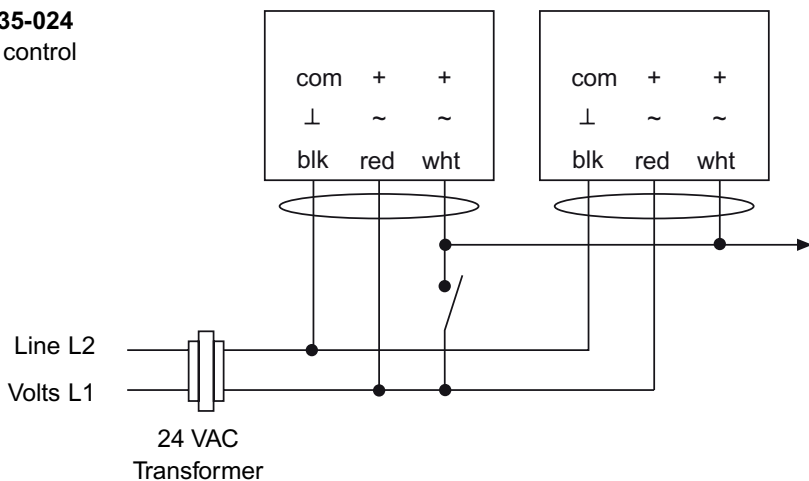 35-024
control
com + +
⊥ ~ ~
blk red wht
com + +
⊥ ~ ~
blk red wht
Line L2
Volts L1
24 VAC
Transformer